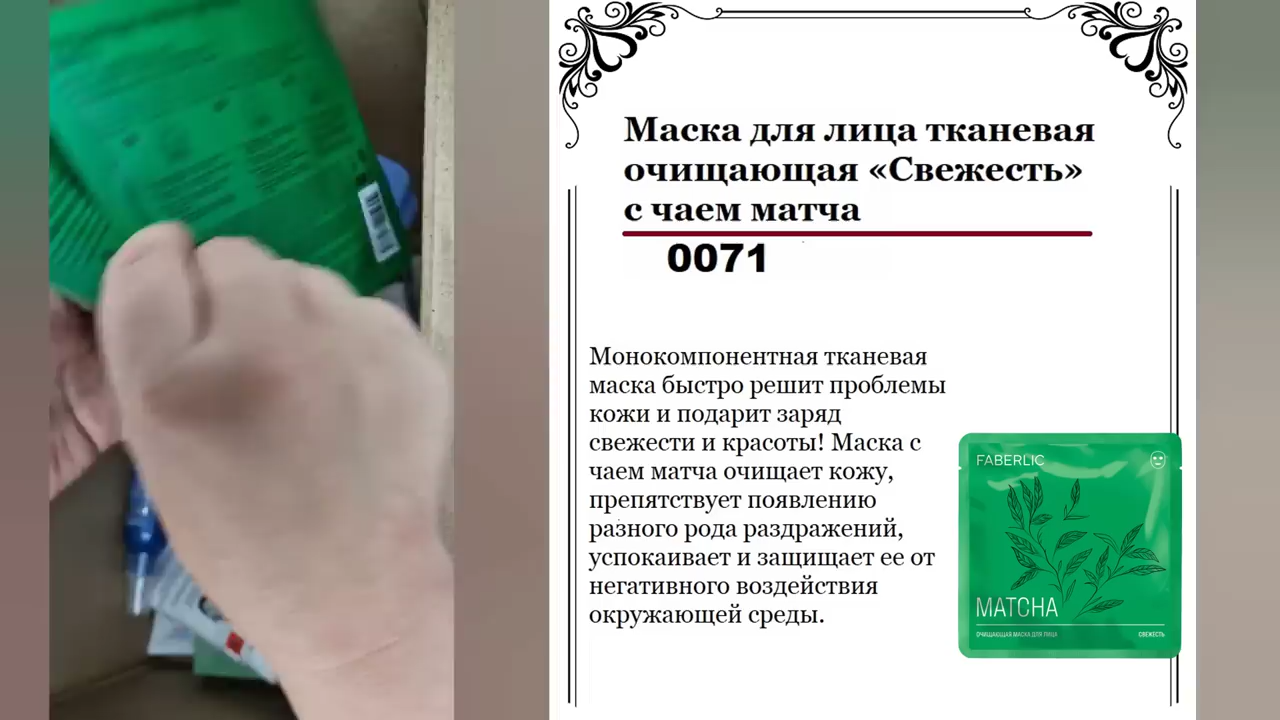 Маска для лица тканевая
очищающая «Свежесть»
с чаем матча
0071
Монокомпонентная тканевая
маска быстро решит проблемы
кожи и подарит заряд
свежести и красоты! Маска с
чаем матча очищает кожу,
препятствует появлению
разного рода раздражений,
успокаивает и защищает ее от
негативного воздействия
окружающей среды.
FABERLIC
MATCHA
ОЧИЩАЮЩАЯ МАСКА ДЛЯ ЛИЦА
СВЕЖЕСТЬ